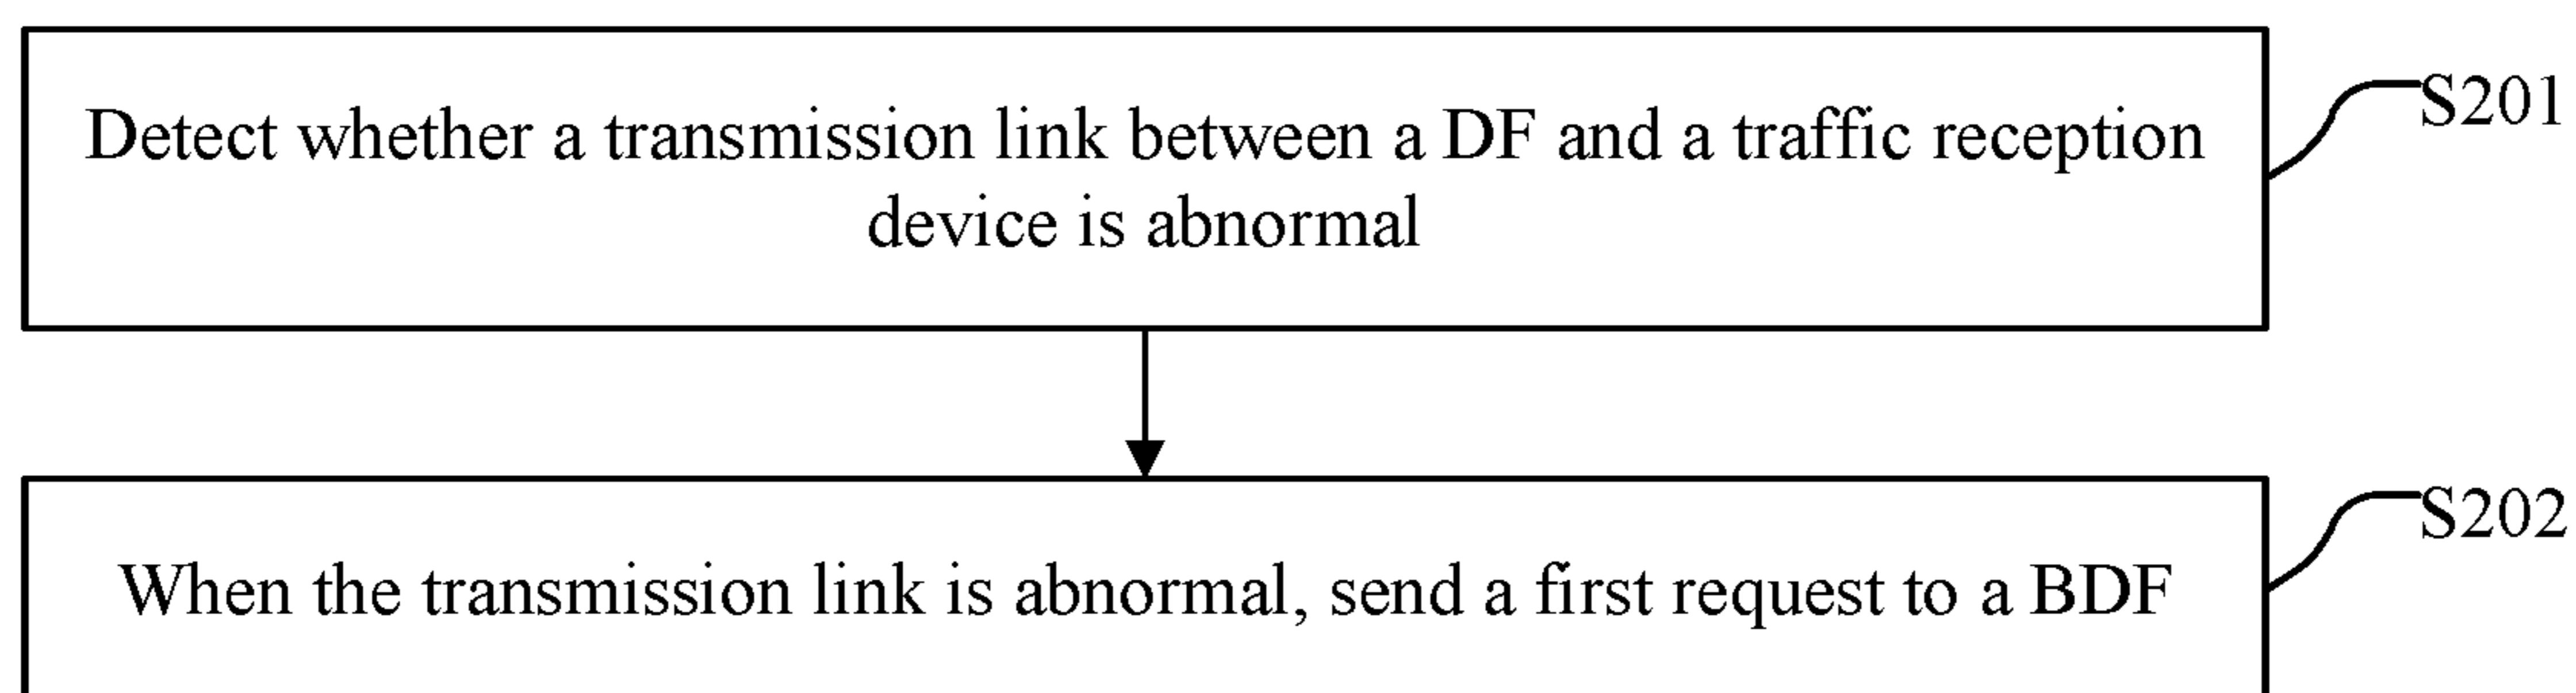 Detect whether a transmission link between a DF and a traffic reception
device is abnormal
S201
When the transmission link is abnormal, send a first request to a BDF
S202